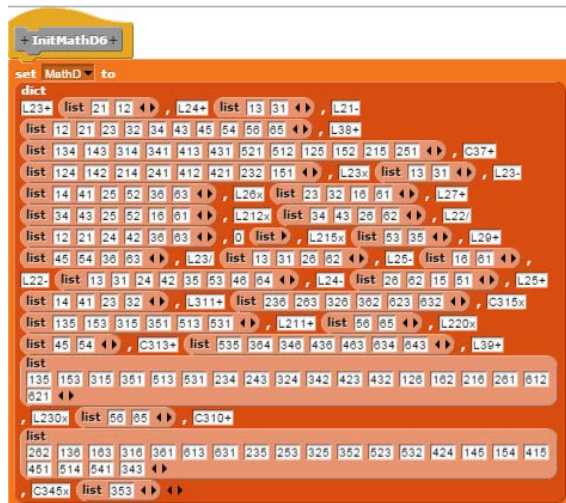 +InitMathD6+
set MathD to
dict
L23+ list 21 12 , L24+ list 13 31 , L21-
list 12 21 23 32 34 43 45 54 56 65 , L38+
list 134 143 314 341 413 431 521 512 125 152 215 251 , C37+
list 124 142 214 241 412 421 232 151 , L23x list 13 31 , L23-
list 14 41 25 52 36 63 , L26x list 23 32 16 61 , L27+
list 34 43 25 52 16 61 , L212x list 34 43 26 62 , L22/
list 12 21 24 42 36 63 , 0 list , L215x list 53 35 , L29+
list 45 54 36 63 , L23/ list 13 31 26 62 , L25- list 16 61 ,
L22- list 13 31 24 42 35 53 46 64 , L24- list 26 62 15 51 , L25+
list 14 41 23 32 , L311+ list 236 263 326 362 623 632 , C315x
list 135 153 315 351 513 531 , L211+ list 56 65 , L220x
list 45 54 , C313+ list 535 364 346 436 463 634 643 , L39+
list
135 153 315 351 513 531 234 243 324 342 423 432 126 162 216 261 612
621
, L230x list 56 65 , C310+
list
262 136 163 316 361 613 631 235 253 325 352 523 532 424 145 154 415
451 514 541 343
, C345x list 353